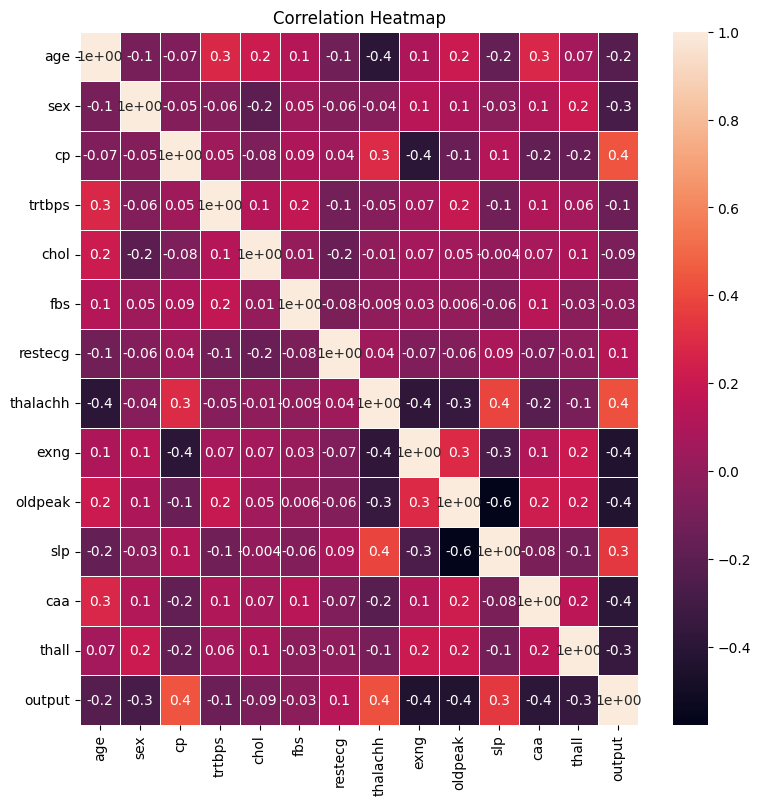 Correlation Heatmap
age 1e+00 -0.1 -0.07 0.3 0.2 0.1 -0.1 -0.4 0.1 0.2 -0.2 0.3 0.07 -0.2
sex -0.1 1e+00 -0.05 -0.06 -0.2 0.05 -0.06 -0.04 0.1 0.1 -0.03 0.1 0.2 -0.3
cp -0.07 -0.05 1e+00 0.05 -0.08 0.09 0.04 0.3 -0.4 -0.1 0.1 -0.2 -0.2 0.4
trtbps 0.3 -0.06 0.05 1e+00 0.1 0.2 -0.1 -0.05 0.07 0.2 -0.1 0.1 0.06 -0.1
chol 0.2 -0.2 -0.08 0.1 1e+00 0.01 -0.2 -0.01 0.07 0.05 -0.004 0.07 0.1 -0.09
fbs 0.1 0.05 0.09 0.2 0.01 1e+00 -0.08 -0.009 0.03 0.006 -0.06 0.1 -0.03 -0.03
restecg -0.1 -0.06 0.04 -0.1 -0.2 -0.08 1e+00 0.04 -0.07 -0.06 0.09 -0.07 -0.01 0.1
thalachh -0.4 -0.04 0.3 -0.05 -0.01 -0.009 0.04 1e+00 -0.4 -0.3 0.4 -0.2 -0.1 0.4
exng 0.1 0.1 -0.4 0.07 0.07 0.03 -0.07 -0.4 1e+00 0.3 -0.3 0.1 0.2 -0.4
oldpeak 0.2 0.1 -0.1 0.2 0.05 0.006 -0.06 -0.3 0.3 1e+00 -0.6 0.2 0.2 -0.4
slp -0.2 -0.03 0.1 -0.1 -0.004 -0.06 0.09 0.4 -0.3 -0.6 1e+00 -0.08 -0.1 0.3
caa 0.3 0.1 -0.2 0.1 0.07 0.1 -0.07 -0.2 0.1 0.2 -0.08 1e+00 0.2 -0.4
thall 0.07 0.2 -0.2 0.06 0.1 -0.03 -0.01 -0.1 0.2 0.2 -0.1 0.2 1e+00 -0.3
output -0.2 -0.3 0.4 -0.1 -0.09 -0.03 0.1 0.4 -0.4 -0.4 0.3 -0.4 -0.3 1e+00
age sex cp trtbps chol fbs restecg thalachh exng oldpeak slp caa thall output
1.0
0.8
0.6
0.4
0.2
0.0
−0.2
−0.4